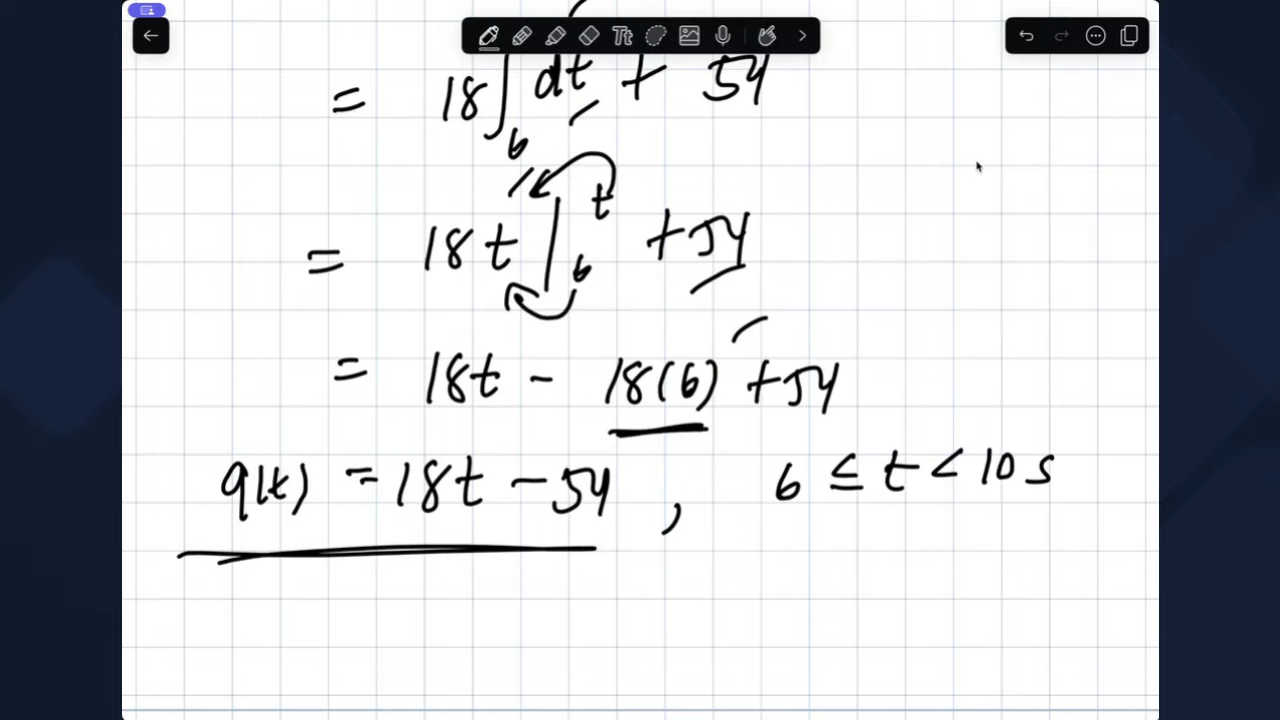 = 18∫₆ dt + 54
= 18t |₆ᵗ + 54
= 18t - 18(6) + 54
q(t) = 18t - 54 , 6 ≤ t < 10 s